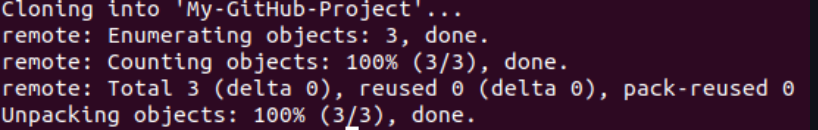 Cloning into 'My-GitHub-Project'...
remote: Enumerating objects: 3, done.
remote: Counting objects: 100% (3/3), done.
remote: Total 3 (delta 0), reused 0 (delta 0), pack-reused 0
Unpacking objects: 100% (3/3), done.